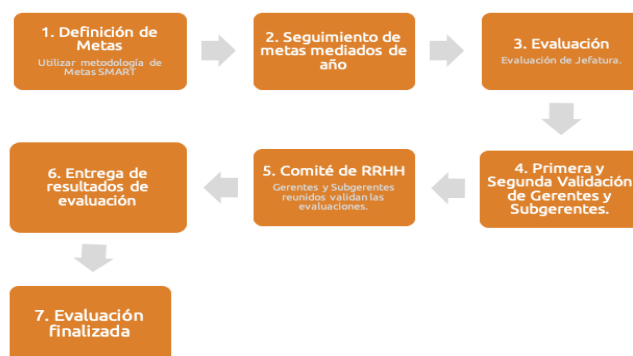 1. Definición de
Metas
Utilizar metodología de
Metas SMART
2. Seguimiento de
metas mediados de
año
3. Evaluación
Evaluación de Jefatura.
4. Primera y
Segunda Validación
de Gerentes y
Subgerentes.
5. Comité de RRHH
Gerentes y Subgerentes
reunidos validan las
evaluaciones.
6. Entrega de
resultados de
evaluación
7. Evaluación
finalizada